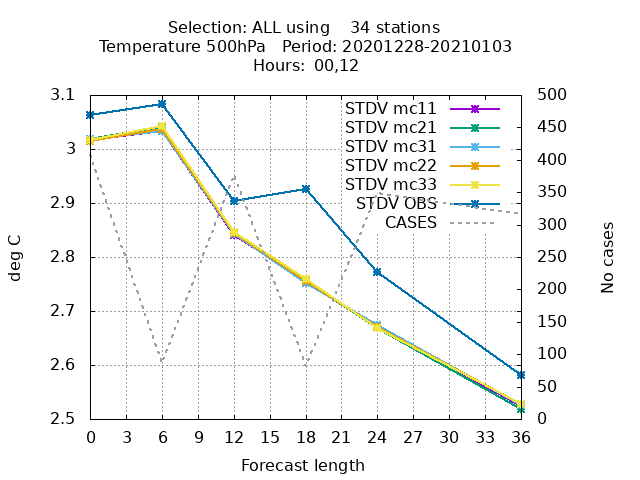 Selection: ALL using    34 stations
Temperature 500hPa   Period: 20201228-20210103
Hours:  00,12
3.1
3
2.9
2.8
2.7
2.6
2.5
deg C
STDV mc11
STDV mc21
STDV mc31
STDV mc22
STDV mc33
STDV OBS
CASES
500
450
400
350
300
250
200
150
100
50
0
No cases
0 3 6 9 12 15 18 21 24 27 30 33 36
Forecast length